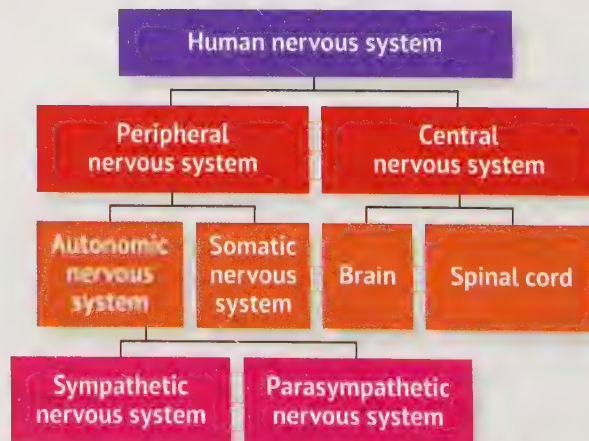 Human nervous system
Peripheral
nervous system
Central
nervous system
Autonomic
nervous
system
Somatic
nervous
system
Brain
Spinal cord
Sympathetic
nervous system
Parasympathetic
nervous system